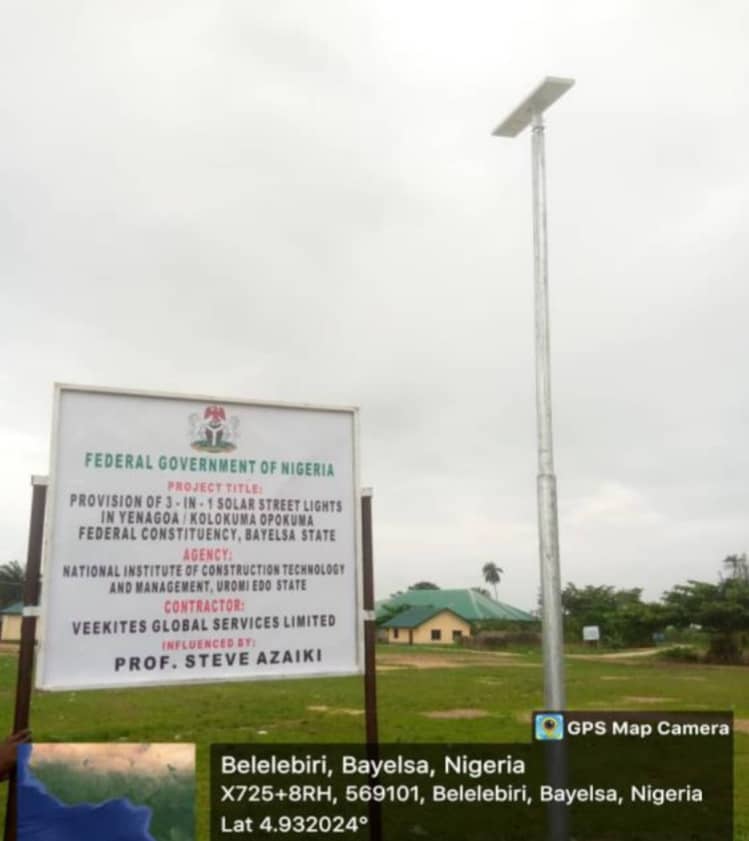 FEDERAL GOVERNMENT OF NIGERIA
PROJECT TITLE:
PROVISION OF 3 - IN - 1 SOLAR STREET LIGHTS
IN YENAGOA / KOLOKUMA OPOKUMA
FEDERAL CONSTITUENCY, BAYELSA STATE
AGENCY:
NATIONAL INSTITUTE OF CONSTRUCTION TECHNOLOGY
AND MANAGEMENT, UROMI EDO STATE
CONTRACTOR:
VEEKITES GLOBAL SERVICES LIMITED
INFLUENCED BY:
PROF. STEVE AZAIKI
GPS Map Camera
Belelebiri, Bayelsa, Nigeria
X725+8RH, 569101, Belelebiri, Bayelsa, Nigeria
Lat 4.932024°